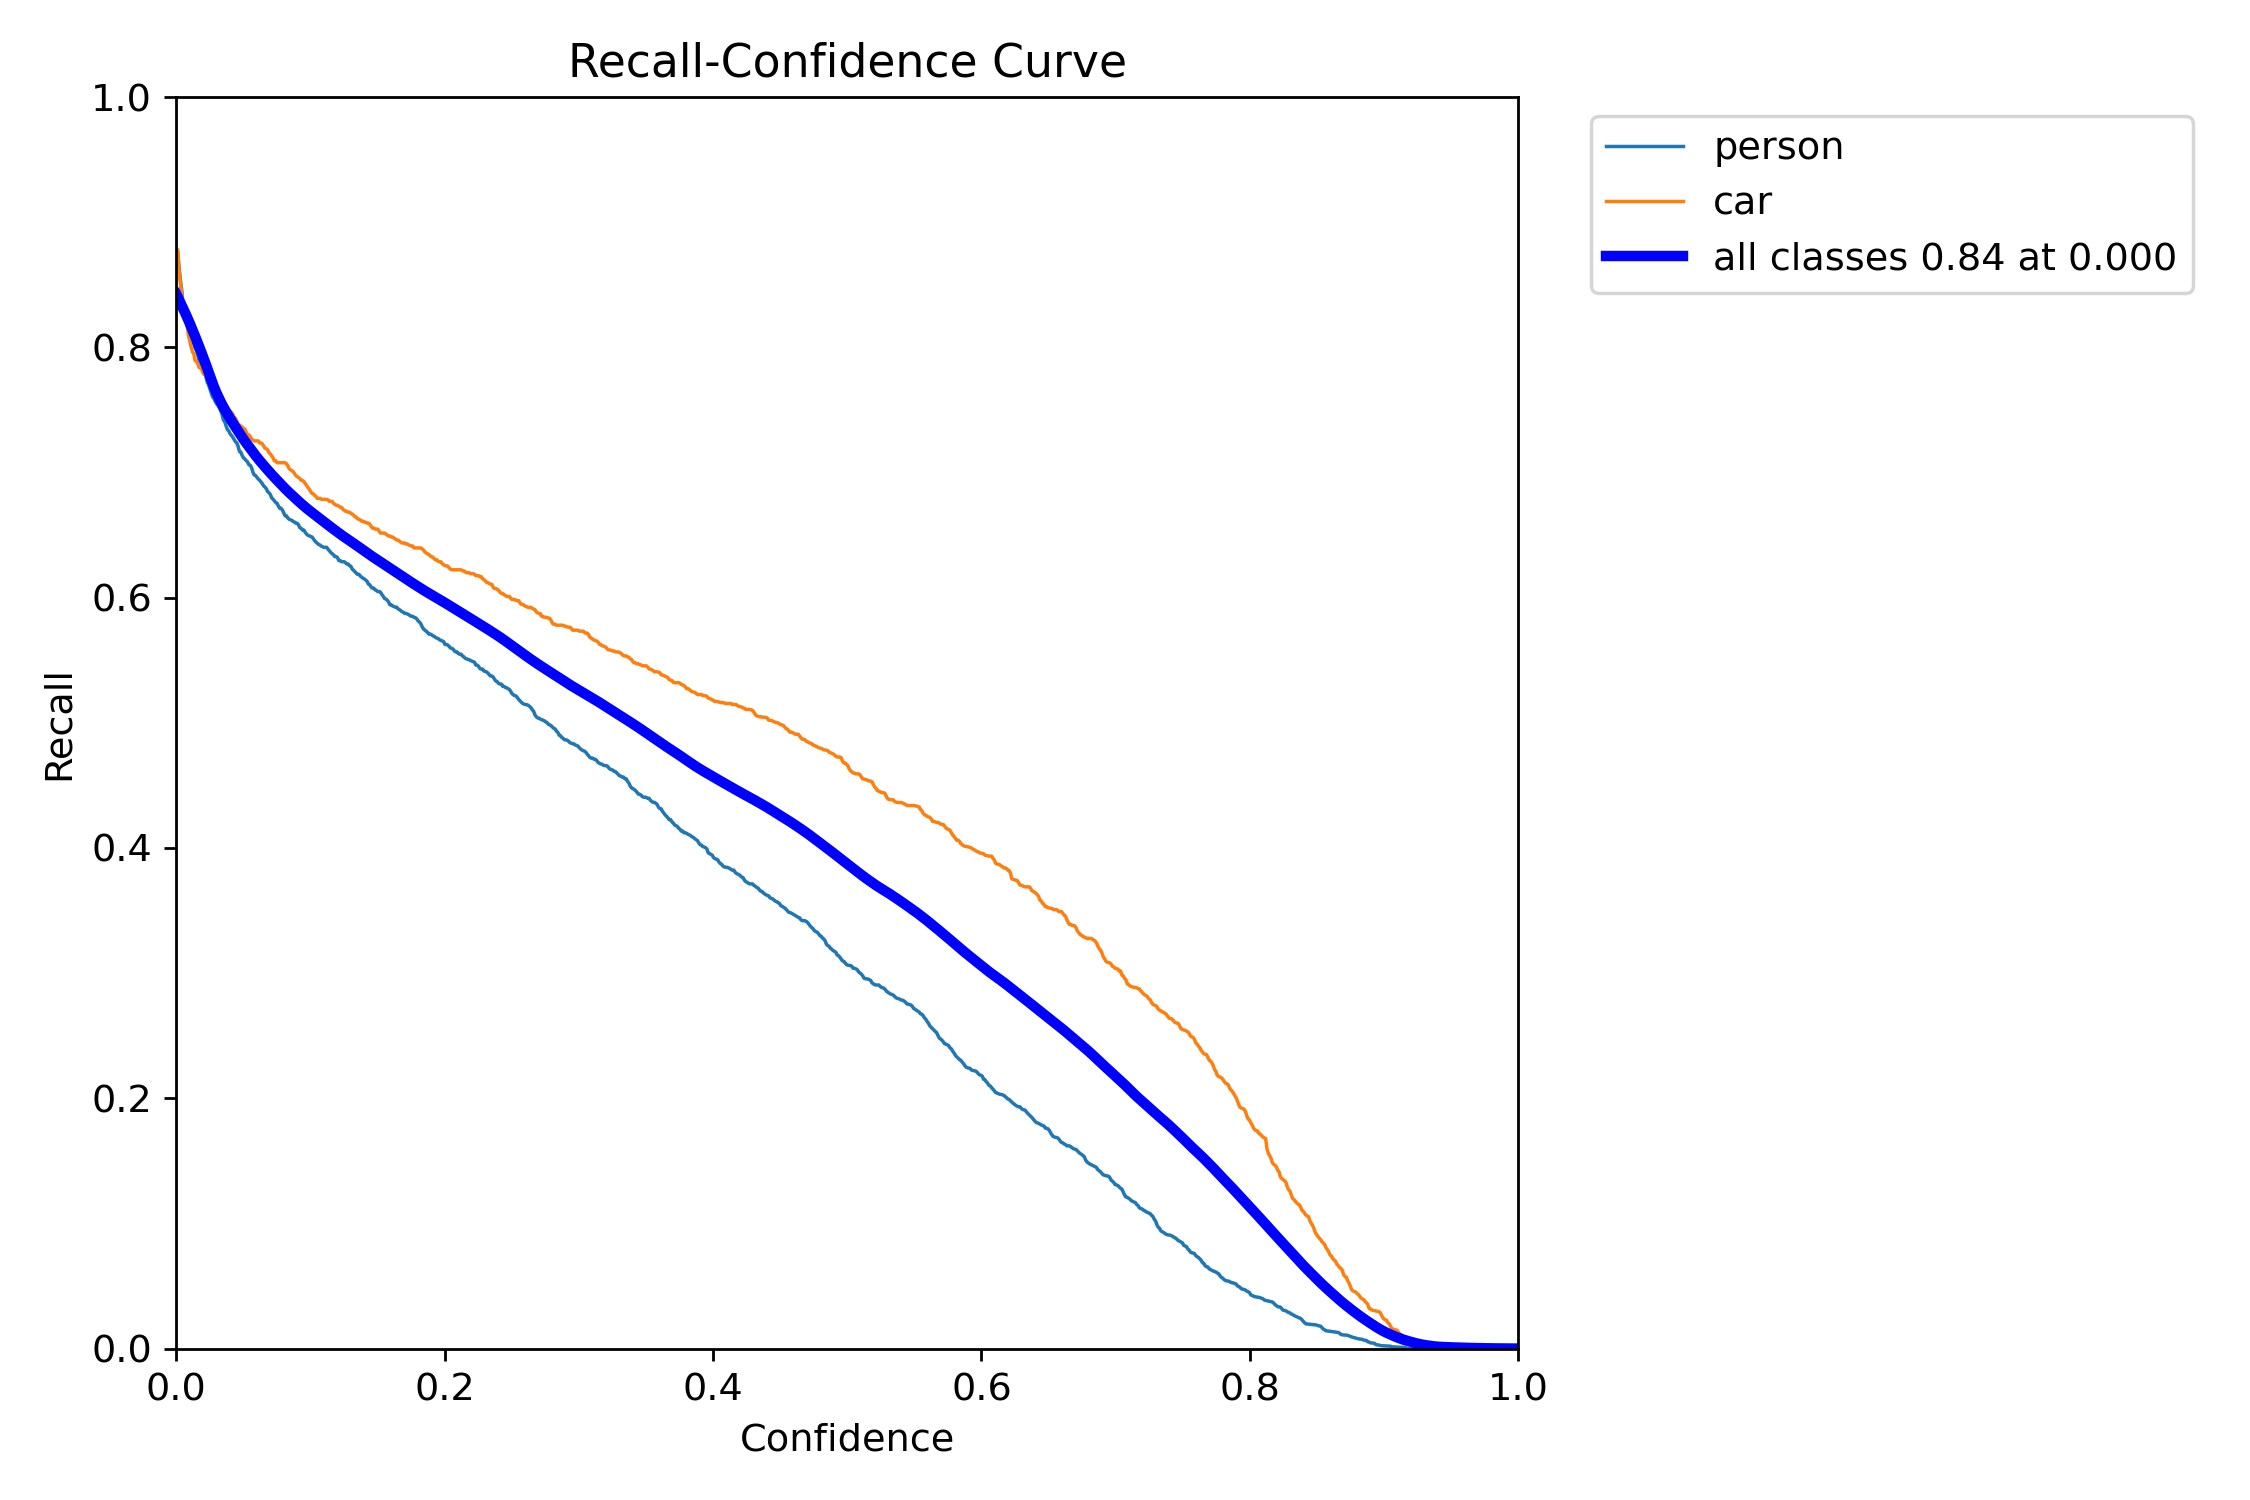 Recall-Confidence Curve
1.0
0.8
0.6
0.4
0.2
0.0
Recall
0.0 0.2 0.4 0.6 0.8 1.0
Confidence
person
car
all classes 0.84 at 0.000